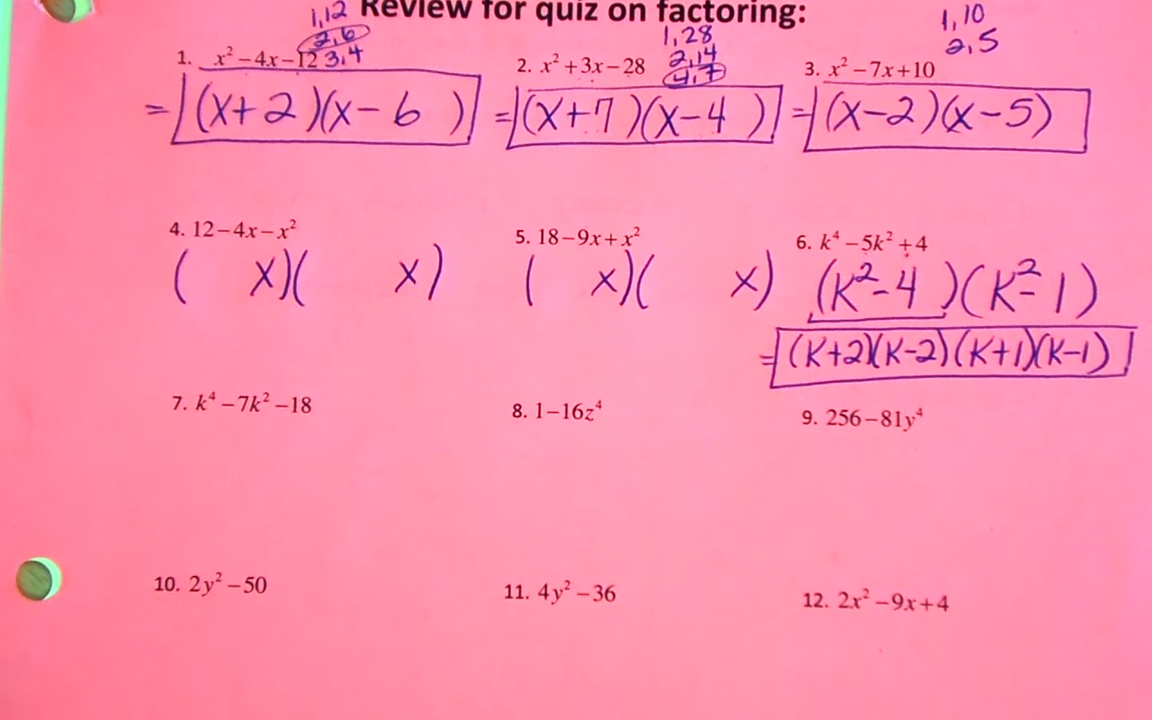 Review for quiz on factoring:
1,12
2,6
3,4
1. x² – 4x – 12
= (x+2)(x-6)
1,28
2,14
4,7
2. x² + 3x – 28
= (x+7)(x-4)
1,10
2,5
3. x² – 7x + 10
= (x-2)(x-5)
4. 12 – 4x – x²
( x)( x)
5. 18 – 9x + x²
( x)( x)
6. k⁴ – 5k² + 4
(k²-4)(k²-1)
= (k+2)(k-2)(k+1)(k-1)
7. k⁴ – 7k² – 18
8. 1 – 16z⁴
9. 256 – 81y⁴
10. 2y² – 50
11. 4y² – 36
12. 2x² – 9x + 4